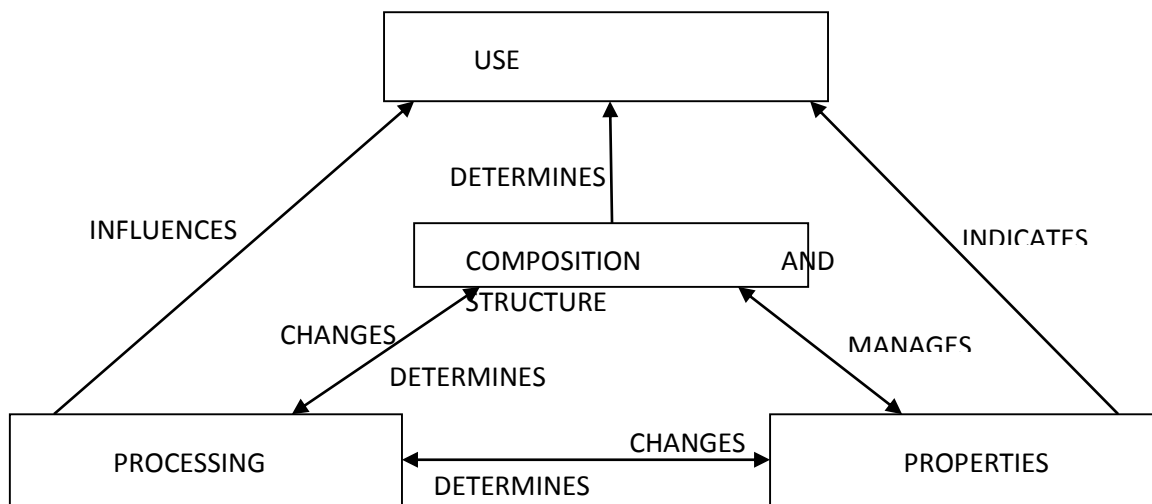 USE
DETERMINES
INFLUENCES
INDICATES
COMPOSITION AND
STRUCTURE
CHANGES
MANAGES
DETERMINES
CHANGES
PROCESSING
PROPERTIES
DETERMINES